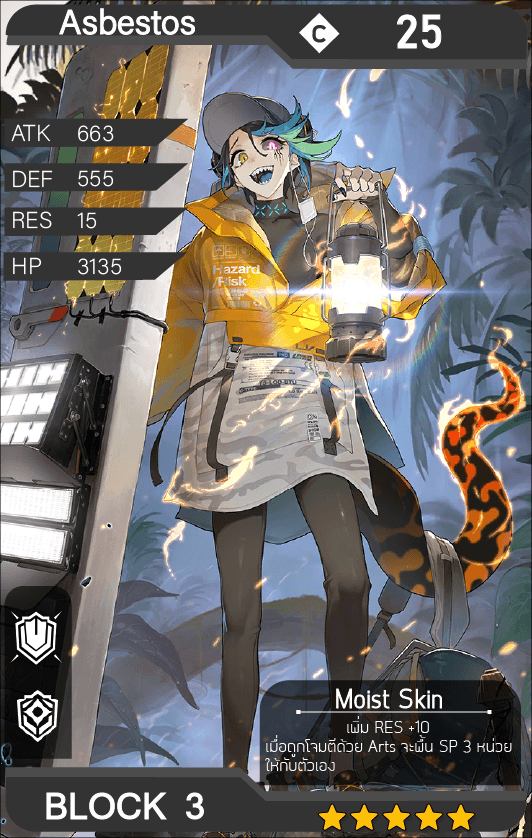 Asbestos
C
25
ATK 663
DEF 555
RES 15
HP 3135
Hazard
Risk
Moist Skin
เพิ่ม RES +10
เมื่อถูกโจมตีด้วย Arts จะฟื้น SP 3 หน่วย
ให้กับตัวเอง
BLOCK 3